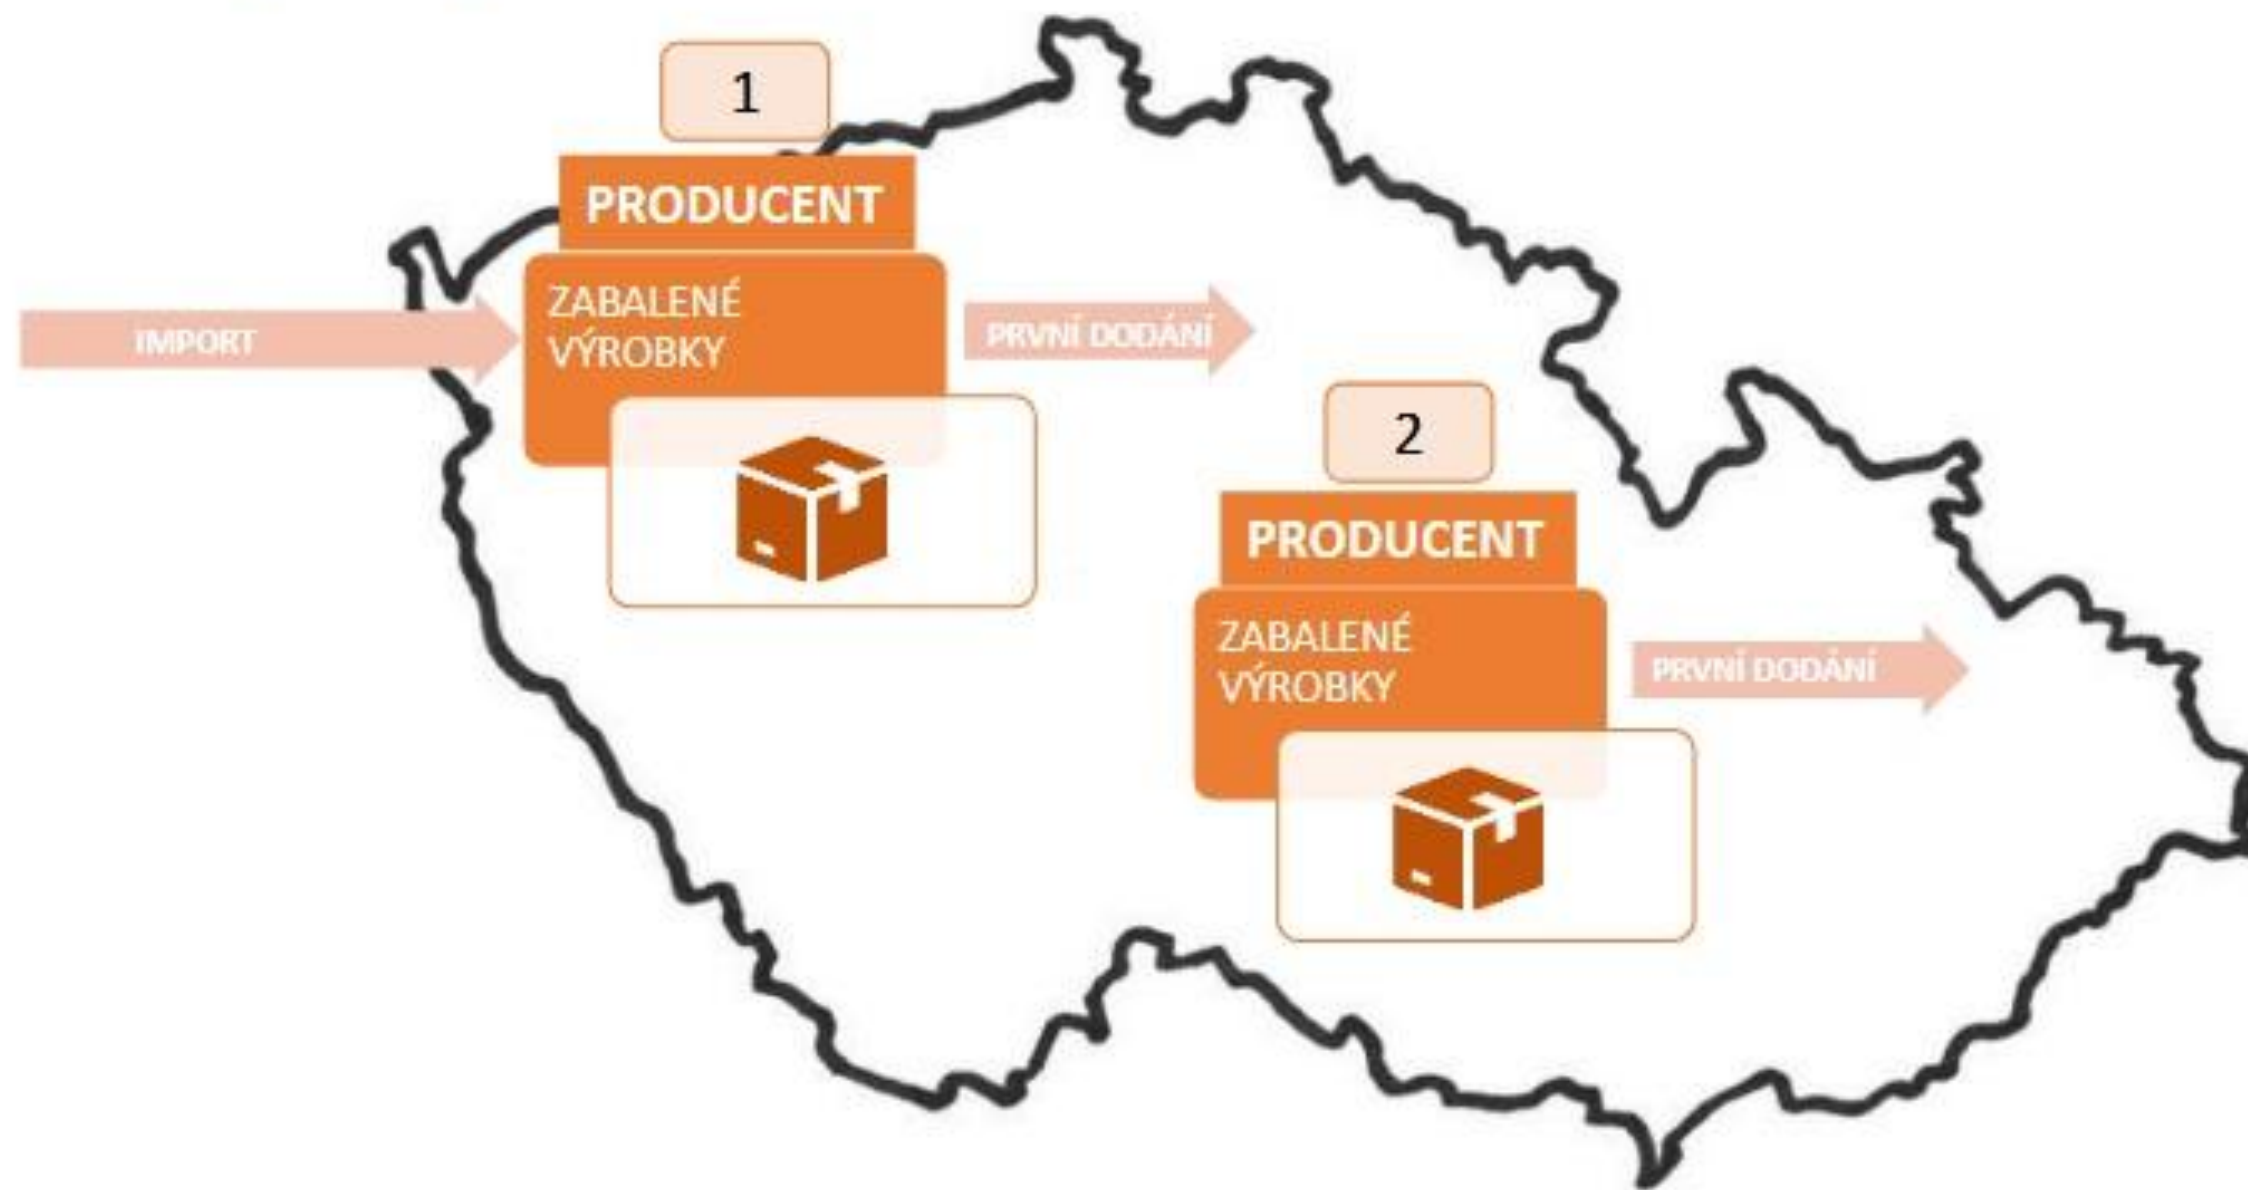 1
PRODUCENT
IMPORT
ZABALENÉ
VÝROBKY
PRVNÍ DODÁNÍ
2
PRODUCENT
ZABALENÉ
VÝROBKY
PRVNÍ DODÁNÍ